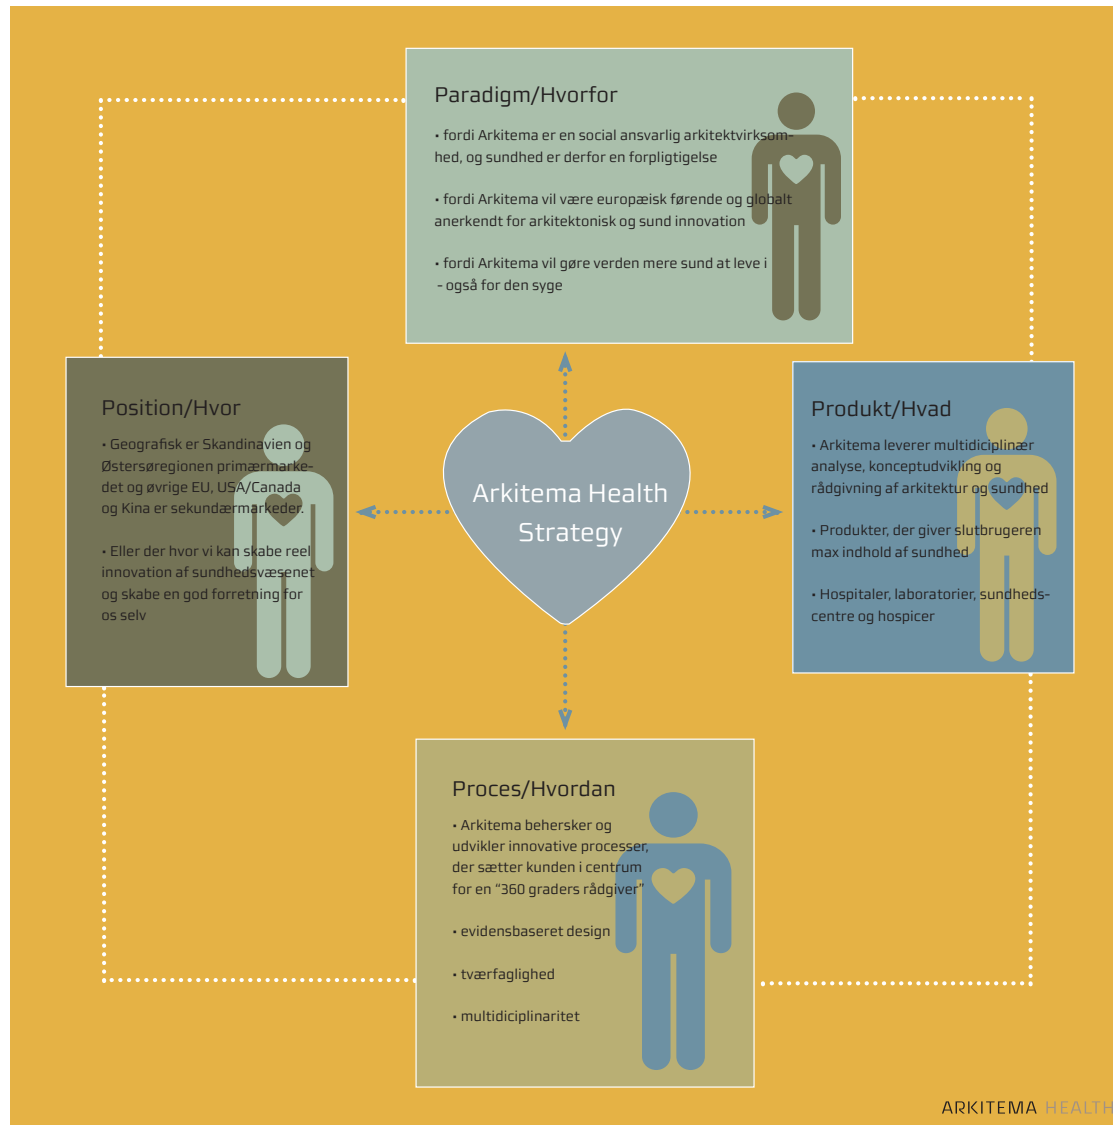 Paradigm/Hvorfor
• fordi Arkitema er en social ansvarlig arkitektvirksom-
hed, og sundhed er derfor en forpligtigelse
• fordi Arkitema vil være europæisk førende og globalt
anerkendt for arkitektonisk og sund innovation
• fordi Arkitema vil gøre verden mere sund at leve i
- også for den syge
Position/Hvor
• Geografisk er Skandinavien og
Østersøregionen primærmarke-
det og øvrige EU, USA/Canada
og Kina er sekundærmarkeder.
• Eller der hvor vi kan skabe reel
innovation af sundhedsvæsenet
og skabe en god forretning for
os selv
Arkitema Health
Strategy
Produkt/Hvad
• Arkitema leverer multidiciplinær
analyse, konceptudvikling og
rådgivning af arkitektur og sundhed
• Produkter, der giver slutbrugeren
max indhold af sundhed
• Hospitaler, laboratorier, sundheds-
centre og hospicer
Proces/Hvordan
• Arkitema behersker og
udvikler innovative processer,
der sætter kunden i centrum
for en “360 graders rådgiver”
• evidensbaseret design
• tværfaglighed
• multidiciplinaritet
ARKITEMA HEALTH